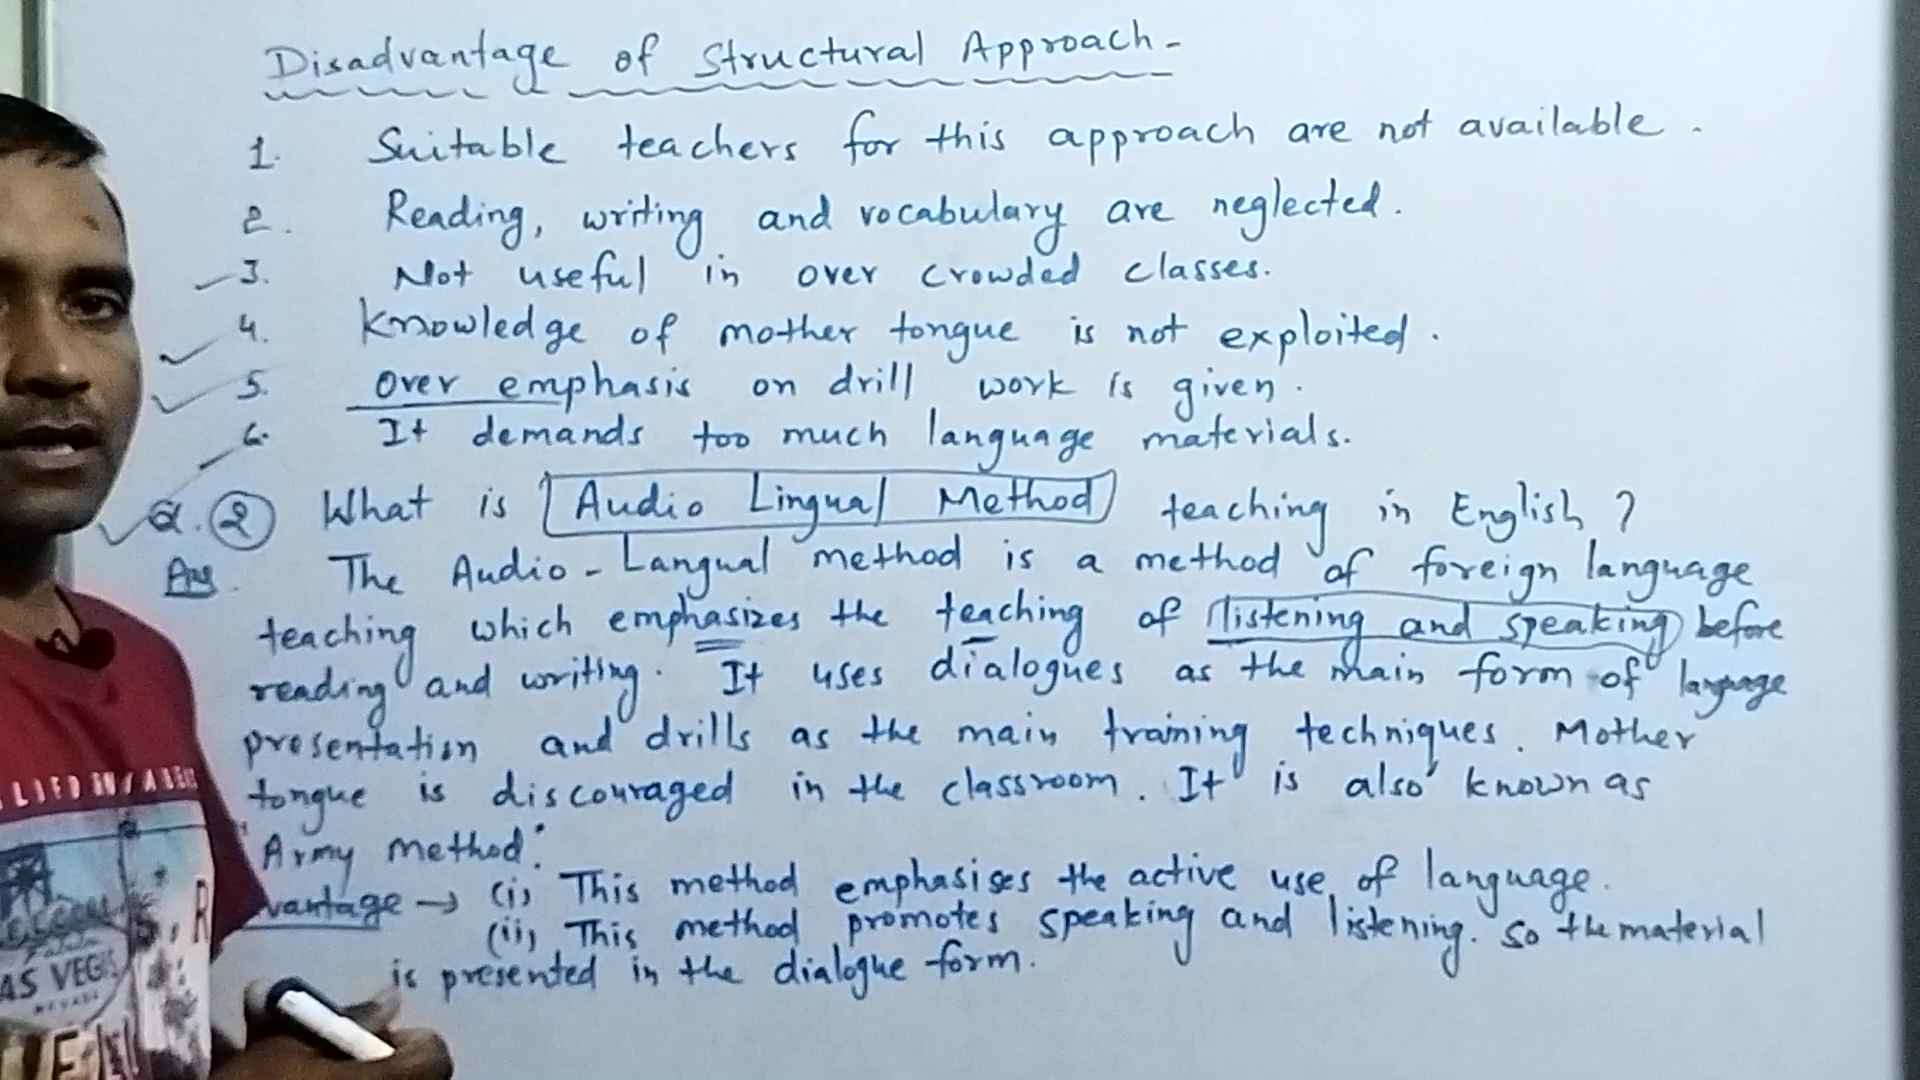 Disadvantage of Structural Approach -
1. Suitable teachers for this approach are not available.
2. Reading, writing and vocabulary are neglected.
3. Not useful in over crowded classes.
4. Knowledge of mother tongue is not exploited.
5. Over emphasis on drill work is given.
6. It demands too much language materials.
Q. 2 What is Audio Lingual Method teaching in English ?
Ans. The Audio-Langual method is a method of foreign language
teaching which emphasizes the teaching of listening and speaking before
reading and writing. It uses dialogues as the main form of language
presentation and drills as the main training techniques. Mother
tongue is discouraged in the classroom. It is also known as
"Army method".
vantage → (i) This method emphasises the active use of language.
(ii) This method promotes speaking and listening. So the material
is presented in the dialogue form.
AS VEGAS
NEVADA